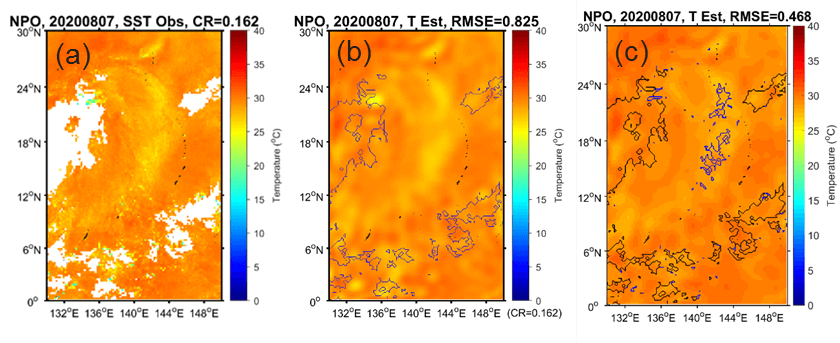 NPO, 20200807, SST Obs, CR=0.162
(a)
30°N
24°N
18°N
12°N
6°N
0°
132°E 136°E 140°E 144°E 148°E
40
35
30
25
20
15
10
5
0
Temperature (°C)
NPO, 20200807, T Est, RMSE=0.825
(b)
30°N
24°N
18°N
12°N
6°N
0°
132°E 136°E 140°E 144°E 148°E
40
35
30
25
20
15
10
5
0
Temperature (°C)
(CR=0.162)
NPO, 20200807, T Est, RMSE=0.468
(c)
30°N
24°N
18°N
12°N
6°N
0°
132°E 136°E 140°E 144°E 148°E
40
35
30
25
20
15
10
5
0
Temperature (°C)